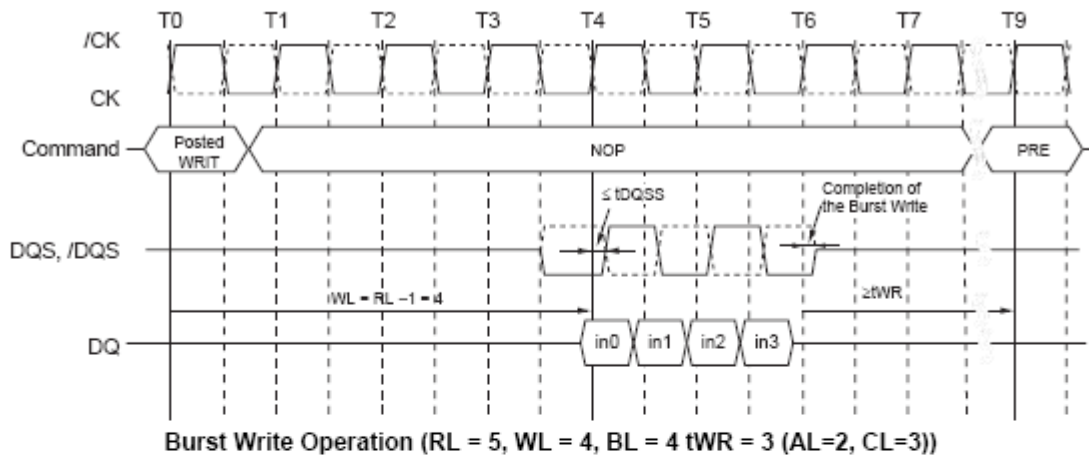 T0 T1 T2 T3 T4 T5 T6 T7 T9
/CK
CK
Command
Posted
WRIT
NOP
PRE
≤ tDQSS
Completion of
the Burst Write
DQS, /DQS
WL = RL –1 = 4
≥tWR
DQ
in0 in1 in2 in3
Burst Write Operation (RL = 5, WL = 4, BL = 4 tWR = 3 (AL=2, CL=3))